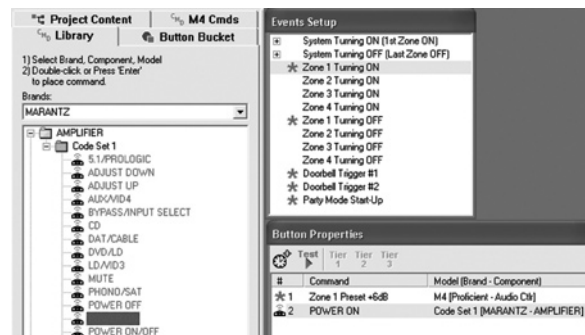 Project Content
M4 Cmds
Library
Button Bucket
1) Select Brand, Component, Model
2) Double-click or Press 'Enter'
to place command.
Brands:
MARANTZ
AMPLIFIER
Code Set 1
5.1/PROLOGIC
ADJUST DOWN
ADJUST UP
AUX/VID4
BYPASS/INPUT SELECT
CD
DAT/CABLE
DVD/LD
LD/VID3
MUTE
PHONO/SAT
POWER OFF
POWER ON/OFF
Events Setup
System Turning ON (1st Zone ON)
System Turning OFF (Last Zone OFF)
Zone 1 Turning ON
Zone 2 Turning ON
Zone 3 Turning ON
Zone 4 Turning ON
Zone 1 Turning OFF
Zone 2 Turning OFF
Zone 3 Turning OFF
Zone 4 Turning OFF
Doorbell Trigger #1
Doorbell Trigger #2
Party Mode Start-Up
Button Properties
Test Tier 1 Tier 2 Tier 3
# Command Model (Brand - Component)
1 Zone 1 Preset +6dB M4 [Proficient - Audio Ctlr]
2 POWER ON Code Set 1 [MARANTZ - AMPLIFIER]